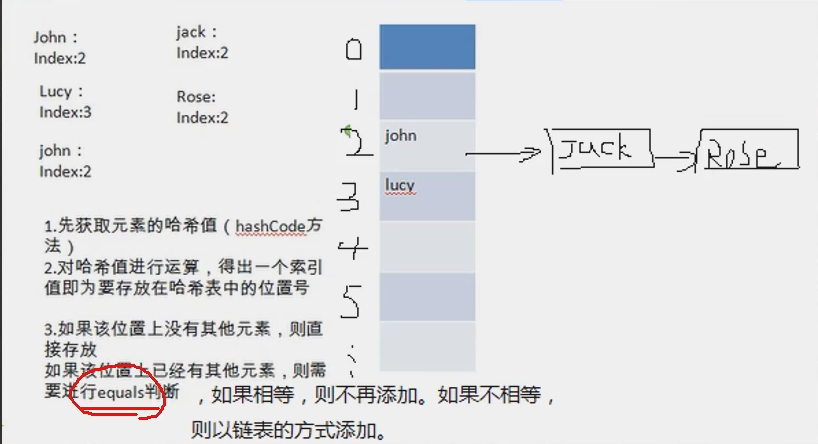 John：
Index:2
jack：
Index:2
Lucy：
Index:3
Rose:
Index:2
john：
Index:2
1.先获取元素的哈希值（hashCode方
法）
2.对哈希值进行运算，得出一个索引
值即为要存放在哈希表中的位置号
3.如果该位置上没有其他元素，则直
接存放
如果该位置上已经有其他元素，则需
要进行equals判断
，如果相等，则不再添加。如果不相等，
则以链表的方式添加。
0
1
2
john
Jack
Rose
3
lucy
4
5